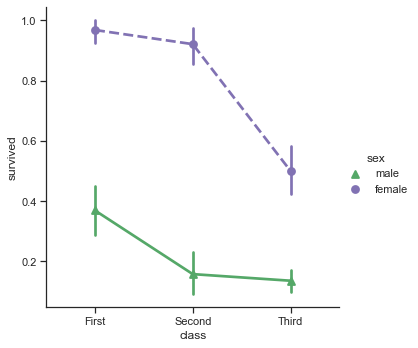 1.0
0.8
0.6
0.4
0.2
survived
First Second Third
class
sex
male
female